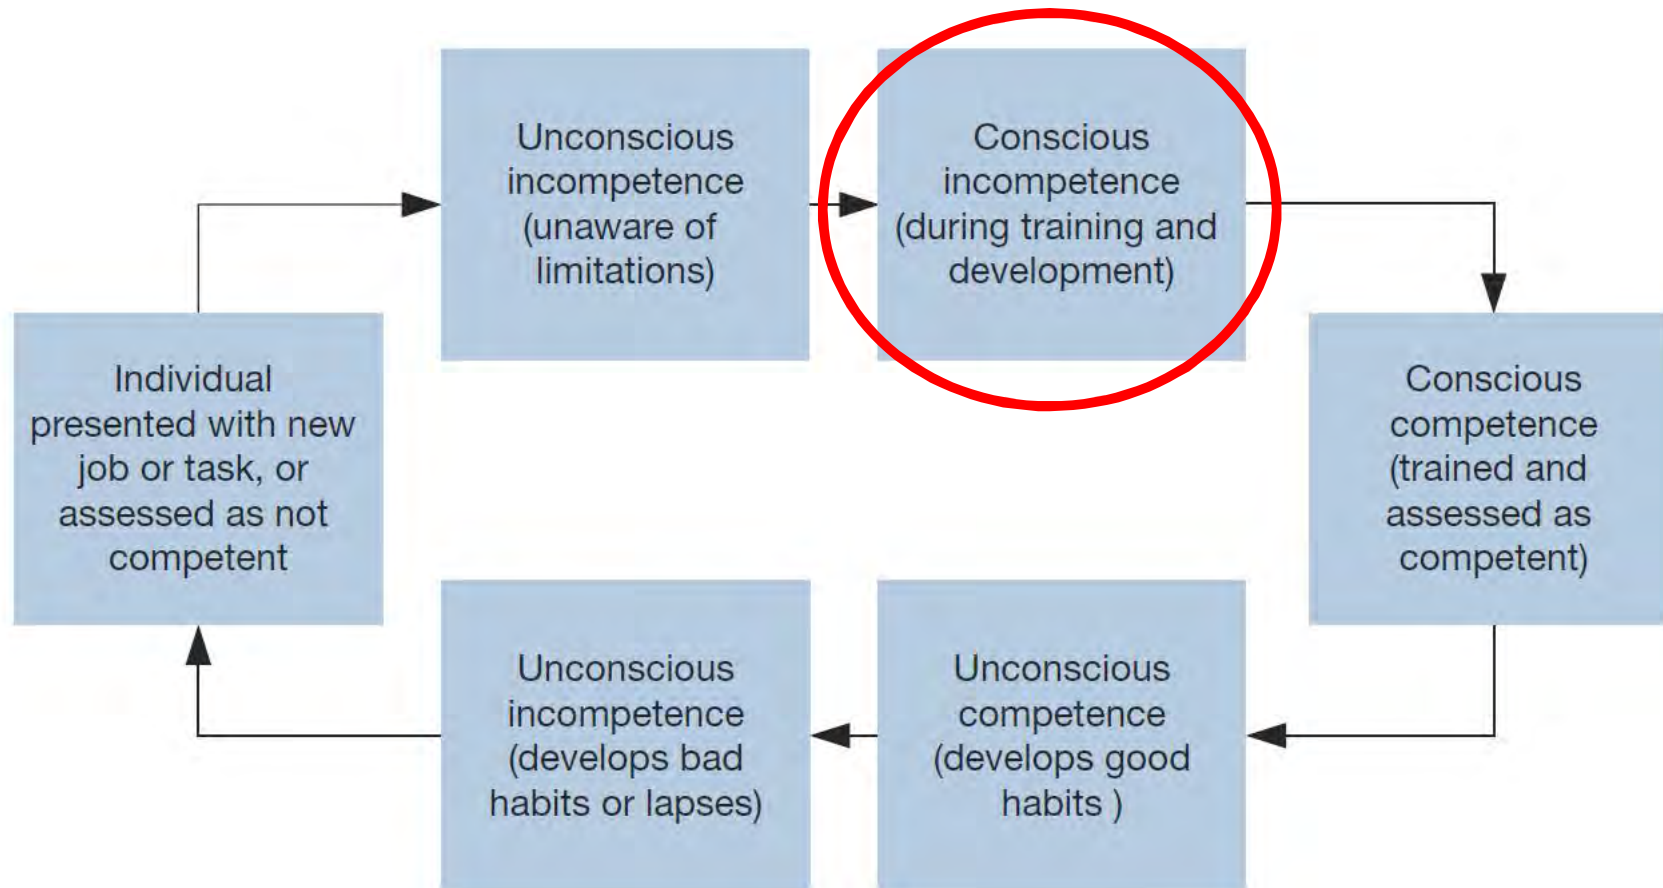 Unconscious
incompetence
(unaware of
limitations)
Conscious
incompetence
(during training and
development)
Conscious
competence
(trained and
assessed as
competent)
Unconscious
competence
(develops good
habits )
Unconscious
incompetence
(develops bad
habits or lapses)
Individual
presented with new
job or task, or
assessed as not
competent